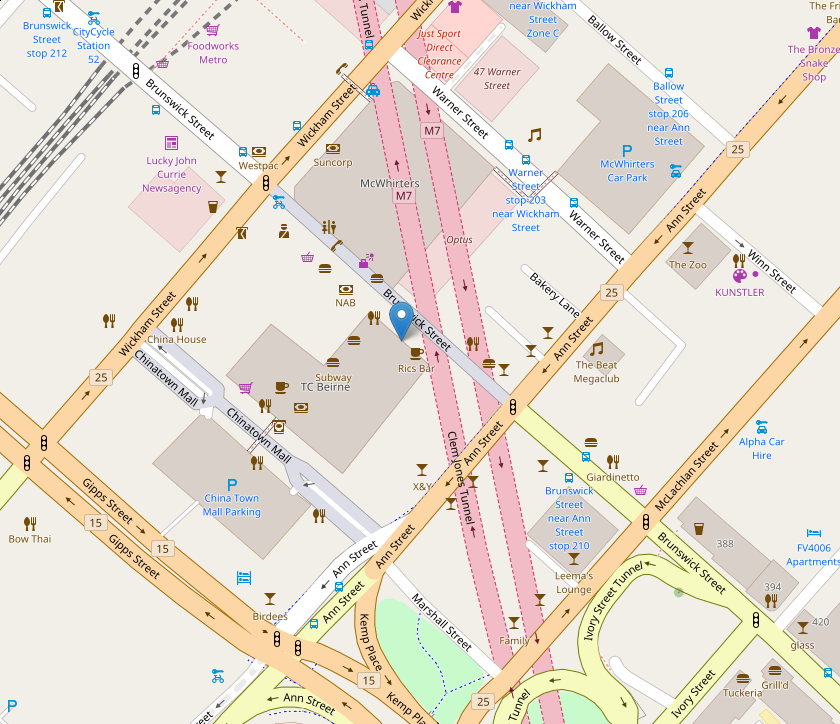 Brunswick
Street
stop 212
CityCycle
Station
52
Foodworks
Metro
Tunnel
Wickh
near Wickham
Street
Zone C
Just Sport
Direct
Clearance
Centre
47 Warner
Street
Ballow Street
The Fri
Ba
The Bronze
Snake
Shop
Brunswick Street
Wickham Street
Warner Street
M7
Ballow
Street
stop 206
near Ann
Street
25
P
McWhirters
Car Park
Lucky John
Currie
Newsagency
Westpac
Suncorp
McWhirters
M7
Warner
Street
stop 203
near Wickham
Street
Ann Street
Warner Street
Optus
The Zoo
Winn Street
KUNSTLER
Bakery Lane
25
NAB
Brunswick Street
Wickham Street
China House
Chinatown Mall
25
Rics Bar
Subway
TC Beirne
Ann Street
The Beat
Megaclub
Chinatown Mall
Clem Jones Tunnel
Ann Street
Alpha Car
Hire
Giardinetto
McLachlan Street
X&Y
P
China Town
Mall Parking
Gipps Street
15
15
Gipps Street
Bow Thai
Brunswick
Street
near Ann
Street
stop 210
388
FV4006
Apartments
Brunswick Street
Ann Street
Ann Street
Leema's
Lounge
394
Ivory Street Tunnel
Birdees
Ann Street
Marshall Street
420
glass
Family
Kemp Place
15
Kemp Pla
25
Tunnel
Ivory Street
Tuckeria
Grill'd
P
Street
Ann Street